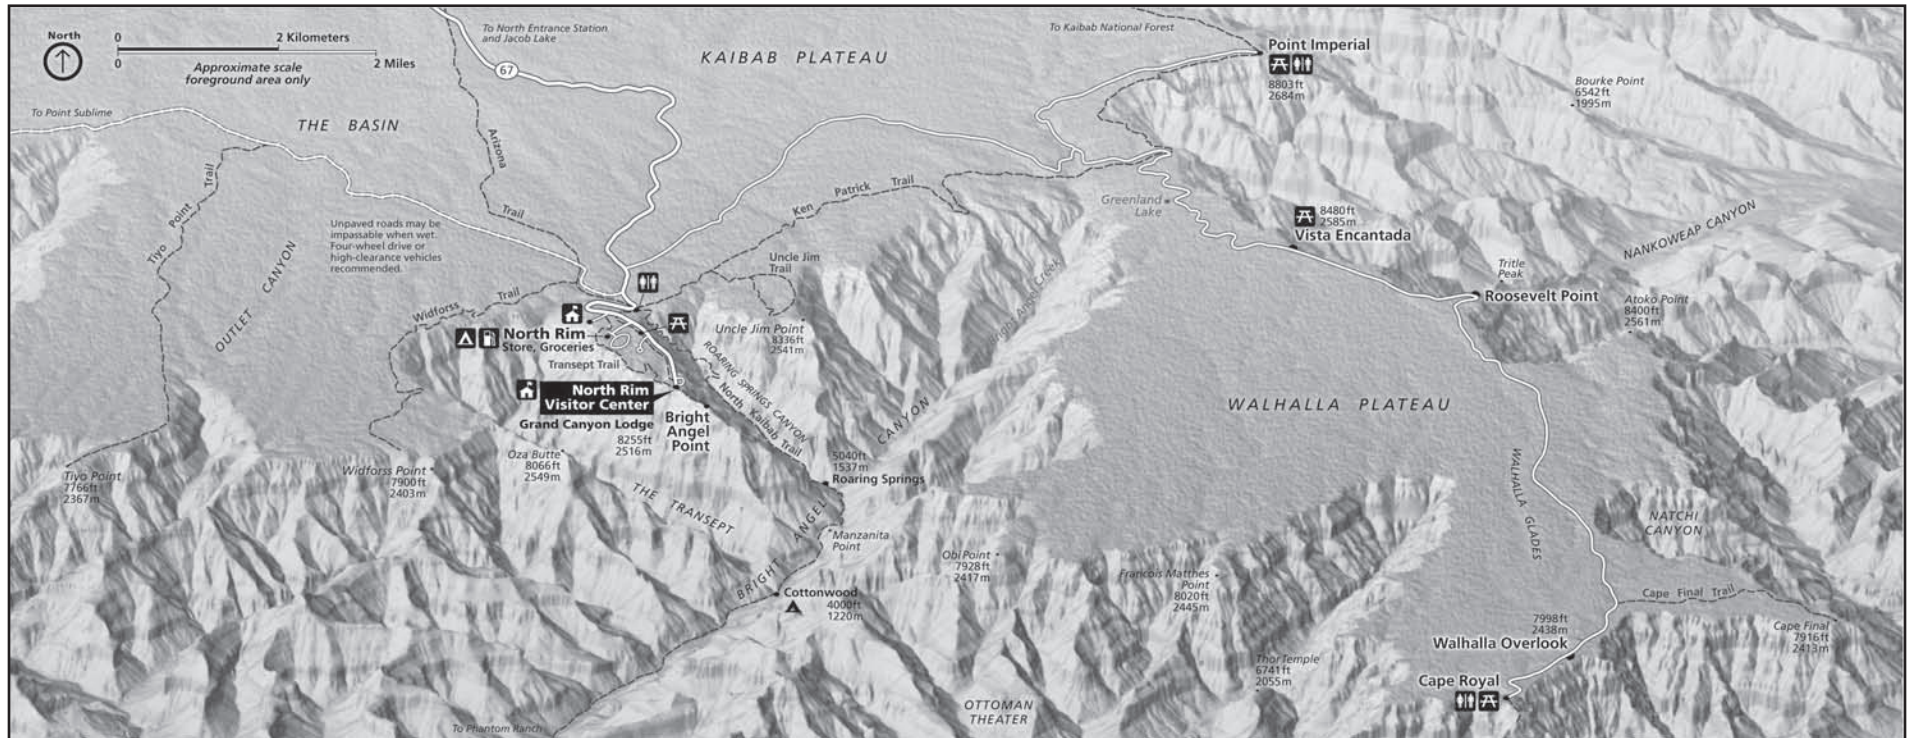 North
0
2 Kilometers
0
2 Miles
Approximate scale
foreground area only
To North Entrance Station
and Jacob Lake
67
KAIBAB PLATEAU
To Kaibab National Forest
Point Imperial
8803ft
2684m
Bourke Point
6542ft
1995m
To Point Sublime
THE BASIN
Arizona
Trail
Tiyo Point Trail
OUTLET CANYON
Unpaved roads may be
impassable when wet.
Four-wheel drive or
high-clearance vehicles
recommended.
Ken Patrick Trail
Greenland
Lake
8480ft
2585m
Vista Encantada
NANKOWEAP CANYON
Tritle
Peak
Roosevelt Point
Atoko Point
8400ft
2561m
Uncle Jim
Trail
Bright Angel Creek
Widforss Trail
North Rim
Store, Groceries
Transept Trail
Uncle Jim Point
8336ft
2541m
ROARING SPRINGS CANYON
North Kaibab Trail
North Rim
Visitor Center
Grand Canyon Lodge
8255ft
2516m
Bright
Angel
Point
WALHALLA PLATEAU
Tiyo Point
7766ft
2367m
Widforss Point
7900ft
2403m
Oza Butte
8066ft
2549m
THE TRANSEPT
5040ft
1537m
Roaring Springs
BRIGHT ANGEL CANYON
Manzanita
Point
Obi Point
7928ft
2417m
Francois Matthes
Point
8020ft
2445m
WALHALLA GLADES
NATCHI
CANYON
Cottonwood
4000ft
1220m
Cape Final Trail
Cape Final
7916ft
2413m
7998ft
2438m
Walhalla Overlook
Thor Temple
6741ft
2055m
Cape Royal
OTTOMAN
THEATER
To Phantom Ranch